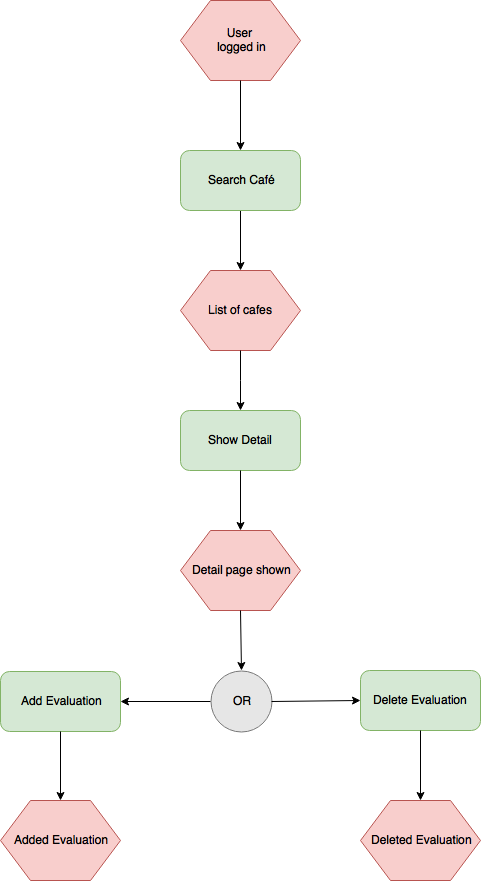 User
logged in
Search Café
List of cafes
Show Detail
Detail page shown
Add Evaluation
OR
Delete Evaluation
Added Evaluation
Deleted Evaluation